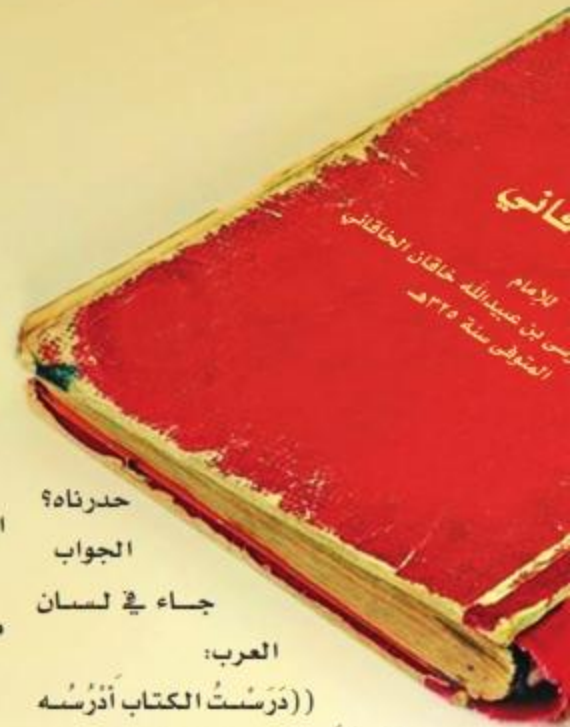 للإمام
بن عبيدالله خاقان الخاقاني
المتوفى سنة ٣٢٥هـ
حدرناه؟
الجواب
جاء في لسان
العرب:
((دَرَسْتُ الكتاب أَدْرُسُه